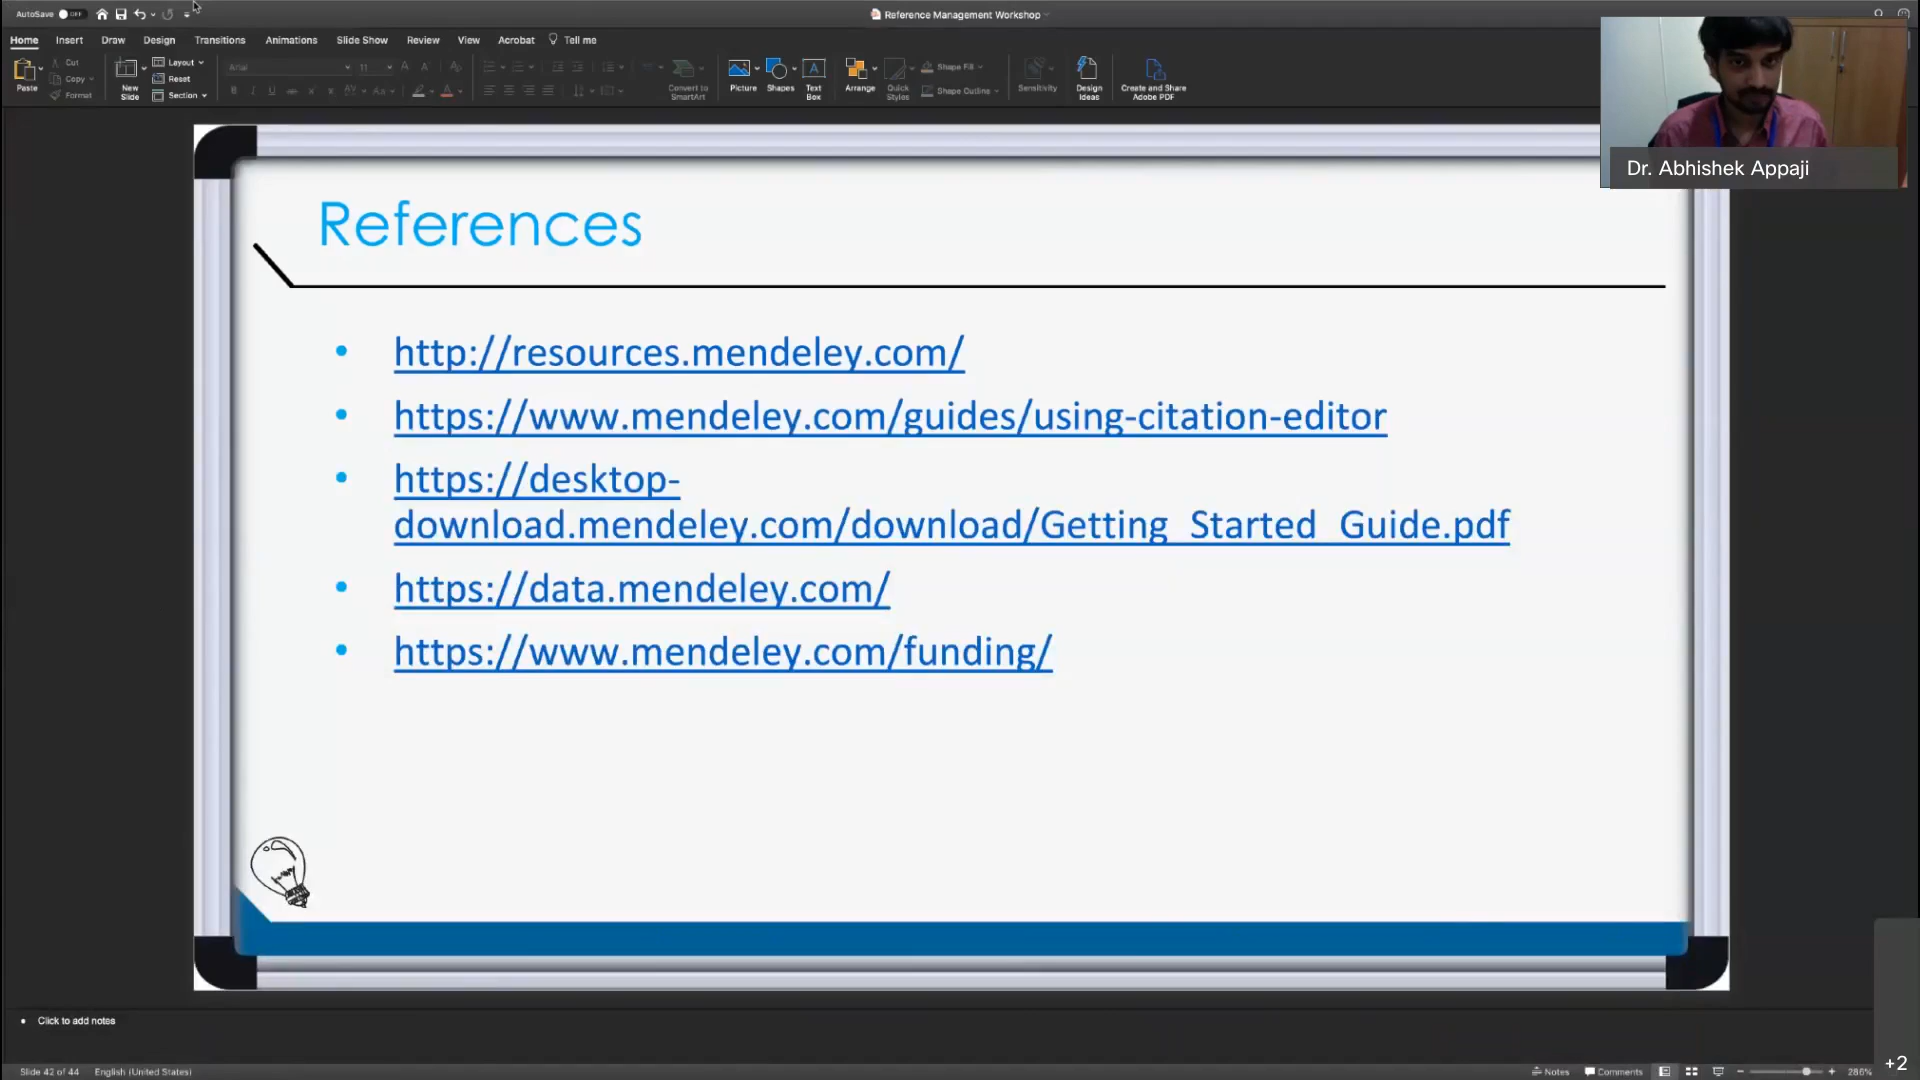 AutoSave OFF
Reference Management Workshop
Home Insert Draw Design Transitions Animations Slide Show Review View Acrobat Tell me
Paste
Cut
Copy
Format
New
Slide
Layout
Reset
Section
Arial 11
Convert to
SmartArt
Picture
Shapes
Text
Box
Arrange
Quick
Styles
Shape Fill
Shape Outline
Sensitivity
Design
Ideas
Create and Share
Adobe PDF
Dr. Abhishek Appaji
References
• http://resources.mendeley.com/
• https://www.mendeley.com/guides/using-citation-editor
• https://desktop-
download.mendeley.com/download/Getting_Started_Guide.pdf
• https://data.mendeley.com/
• https://www.mendeley.com/funding/
• Click to add notes
Slide 42 of 44 English (United States)
Notes Comments 286%
+2